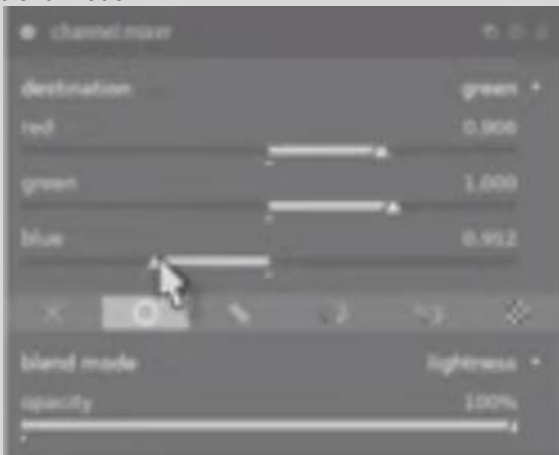 channel mixer
destination green
red 0.906
green 1.000
blue 0.912
blend mode lightness
opacity 100%